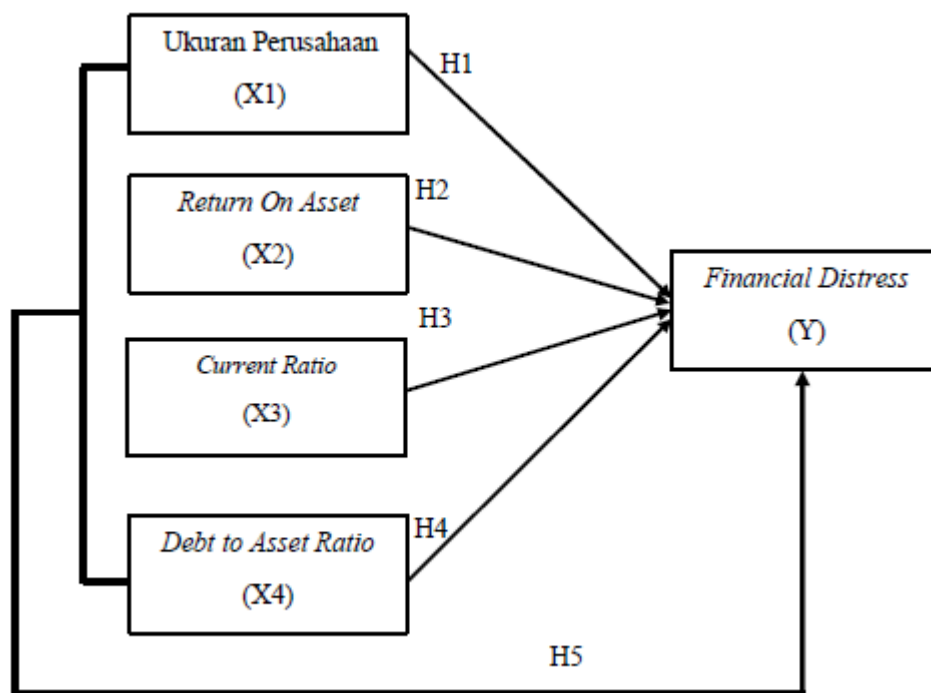 Ukuran Perusahaan
(X1)
H1
Return On Asset
(X2)
H2
Current Ratio
(X3)
H3
Debt to Asset Ratio
(X4)
H4
Financial Distress
(Y)
H5